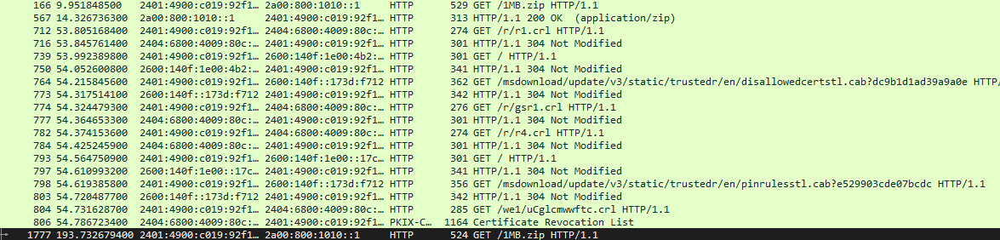 166 9.951848500 2401:4900:c019:92f1… 2a00:800:1010::1 HTTP 529 GET /1MB.zip HTTP/1.1
567 14.326736300 2a00:800:1010::1 2401:4900:c019:92f1… HTTP 313 HTTP/1.1 200 OK (application/zip)
712 53.805168400 2401:4900:c019:92f1… 2404:6800:4009:80c:… HTTP 274 GET /r/r1.crl HTTP/1.1
716 53.845761400 2404:6800:4009:80c:… 2401:4900:c019:92f1… HTTP 301 HTTP/1.1 304 Not Modified
739 53.992389800 2401:4900:c019:92f1… 2600:140f:1e00:4b2:… HTTP 301 GET / HTTP/1.1
750 54.052600800 2600:140f:1e00:4b2:… 2401:4900:c019:92f1… HTTP 341 HTTP/1.1 304 Not Modified
764 54.215845600 2401:4900:c019:92f1… 2600:140f::173d:f712 HTTP 362 GET /msdownload/update/v3/static/trustedr/en/disallowedcertstl.cab?dc9b1d1ad39a9a0e HTTP/
773 54.317514100 2600:140f::173d:f712 2401:4900:c019:92f1… HTTP 342 HTTP/1.1 304 Not Modified
774 54.324479300 2401:4900:c019:92f1… 2404:6800:4009:80c:… HTTP 276 GET /r/gsr1.crl HTTP/1.1
777 54.364653300 2404:6800:4009:80c:… 2401:4900:c019:92f1… HTTP 301 HTTP/1.1 304 Not Modified
782 54.374153600 2401:4900:c019:92f1… 2404:6800:4009:80c:… HTTP 274 GET /r/r4.crl HTTP/1.1
784 54.425245900 2404:6800:4009:80c:… 2401:4900:c019:92f1… HTTP 301 HTTP/1.1 304 Not Modified
793 54.564750900 2401:4900:c019:92f1… 2600:140f:1e00::17c… HTTP 301 GET / HTTP/1.1
797 54.610993200 2600:140f:1e00::17c… 2401:4900:c019:92f1… HTTP 341 HTTP/1.1 304 Not Modified
798 54.619385800 2401:4900:c019:92f1… 2600:140f::173d:f712 HTTP 356 GET /msdownload/update/v3/static/trustedr/en/pinrulesstl.cab?e529903cde07bcdc HTTP/1.1
803 54.720487700 2600:140f::173d:f712 2401:4900:c019:92f1… HTTP 342 HTTP/1.1 304 Not Modified
804 54.731628700 2401:4900:c019:92f1… 2404:6800:4009:80c:… HTTP 285 GET /we1/uCglcmwwftc.crl HTTP/1.1
806 54.786723400 2404:6800:4009:80c:… 2401:4900:c019:92f1… PKIX-C… 1164 Certificate Revocation List
1777 193.732679400 2401:4900:c019:92f1… 2a00:800:1010::1 HTTP 524 GET /1MB.zip HTTP/1.1